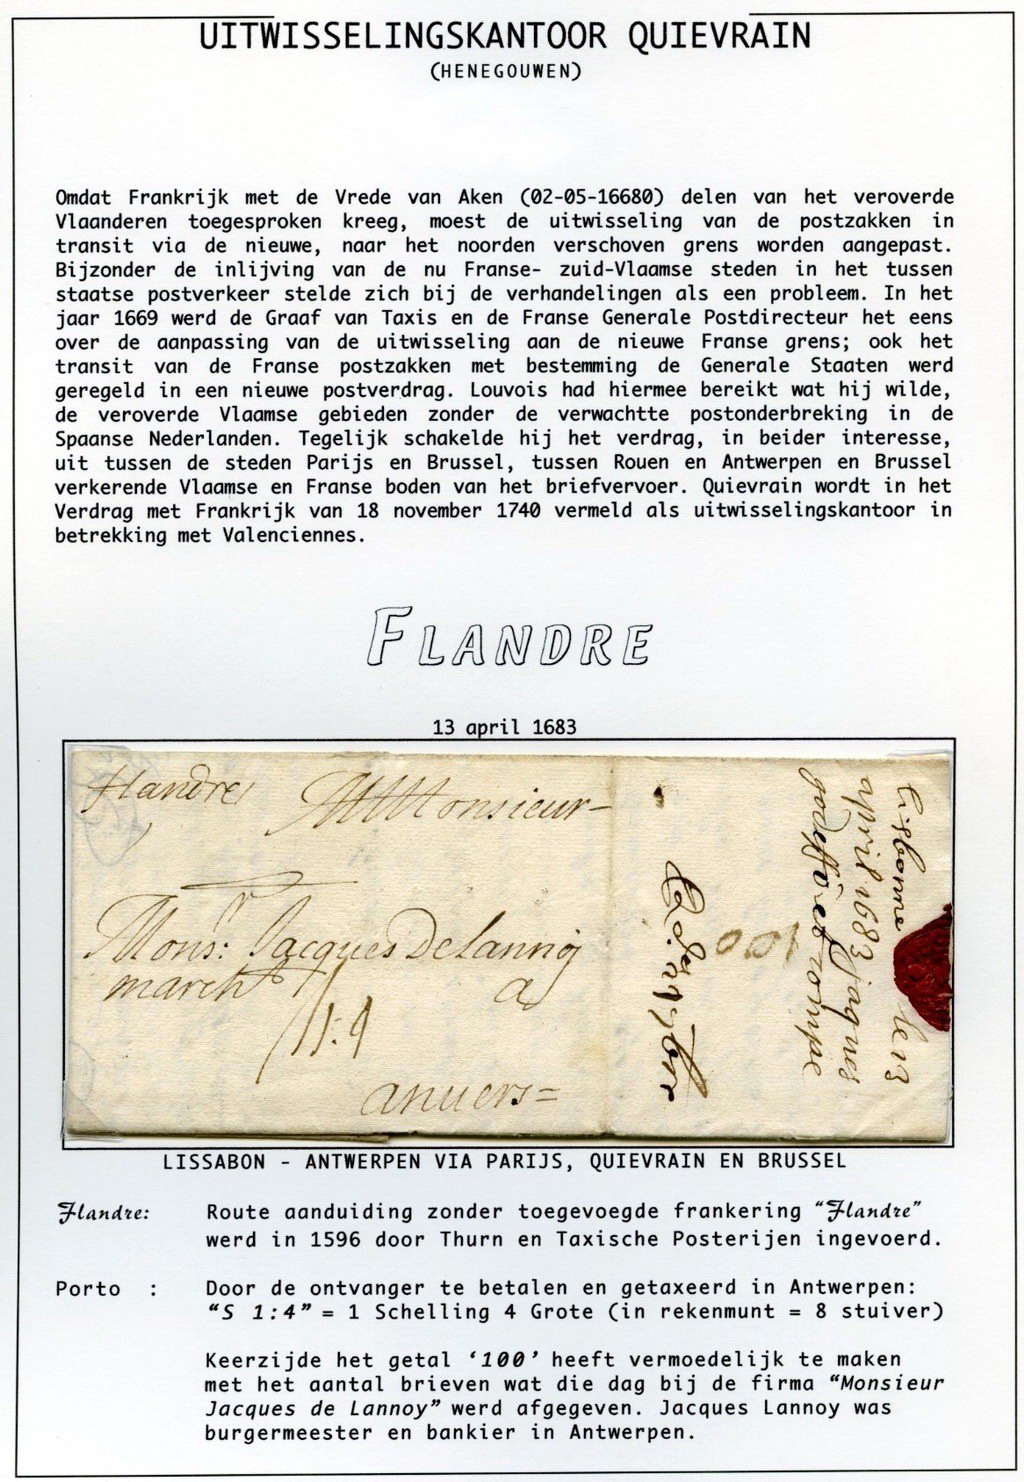 UITWISSELINGSKANTOOR QUIEVRAIN
(HENEGOUWEN)
Omdat Frankrijk met de Vrede van Aken (02-05-16680) delen van het veroverde
Vlaanderen toegesproken kreeg, moest de uitwisseling van de postzakken in
transit via de nieuwe, naar het noorden verschoven grens worden aangepast.
Bijzonder de inlijving van de nu Franse- zuid-Vlaamse steden in het tussen
staatse postverkeer stelde zich bij de verhandelingen als een probleem. In het
jaar 1669 werd de Graaf van Taxis en de Franse Generale Postdirecteur het eens
over de aanpassing van de uitwisseling aan de nieuwe Franse grens; ook het
transit van de Franse postzakken met bestemming de Generale Staaten werd
geregeld in een nieuwe postverdrag. Louvois had hiermee bereikt wat hij wilde,
de veroverde Vlaamse gebieden zonder de verwachtte postonderbreking in de
Spaanse Nederlanden. Tegelijk schakelde hij het verdrag, in beider interesse,
uit tussen de steden Parijs en Brussel, tussen Rouen en Antwerpen en Brussel
verkerende Vlaamse en Franse boden van het briefvervoer. Quievrain wordt in het
Verdrag met Frankrijk van 18 november 1740 vermeld als uitwisselingskantoor in
betrekking met Valenciennes.
FLANDRE
13 april 1683
Flandre
Monsieur
Monsr: Jacques Delannoy
march a
1:4
anuers=
100
Lisbonne le 13
april 1683 jaques
godeffroi
LISSABON - ANTWERPEN VIA PARIJS, QUIEVRAIN EN BRUSSEL
Flandre: Route aanduiding zonder toegevoegde frankering “Flandre”
werd in 1596 door Thurn en Taxische Posterijen ingevoerd.
Porto : Door de ontvanger te betalen en getaxeerd in Antwerpen:
“S 1:4” = 1 Schelling 4 Grote (in rekenmunt = 8 stuiver)
Keerzijde het getal ‘100’ heeft vermoedelijk te maken
met het aantal brieven wat die dag bij de firma “Monsieur
Jacques de Lannoy” werd afgegeven. Jacques Lannoy was
burgermeester en bankier in Antwerpen.